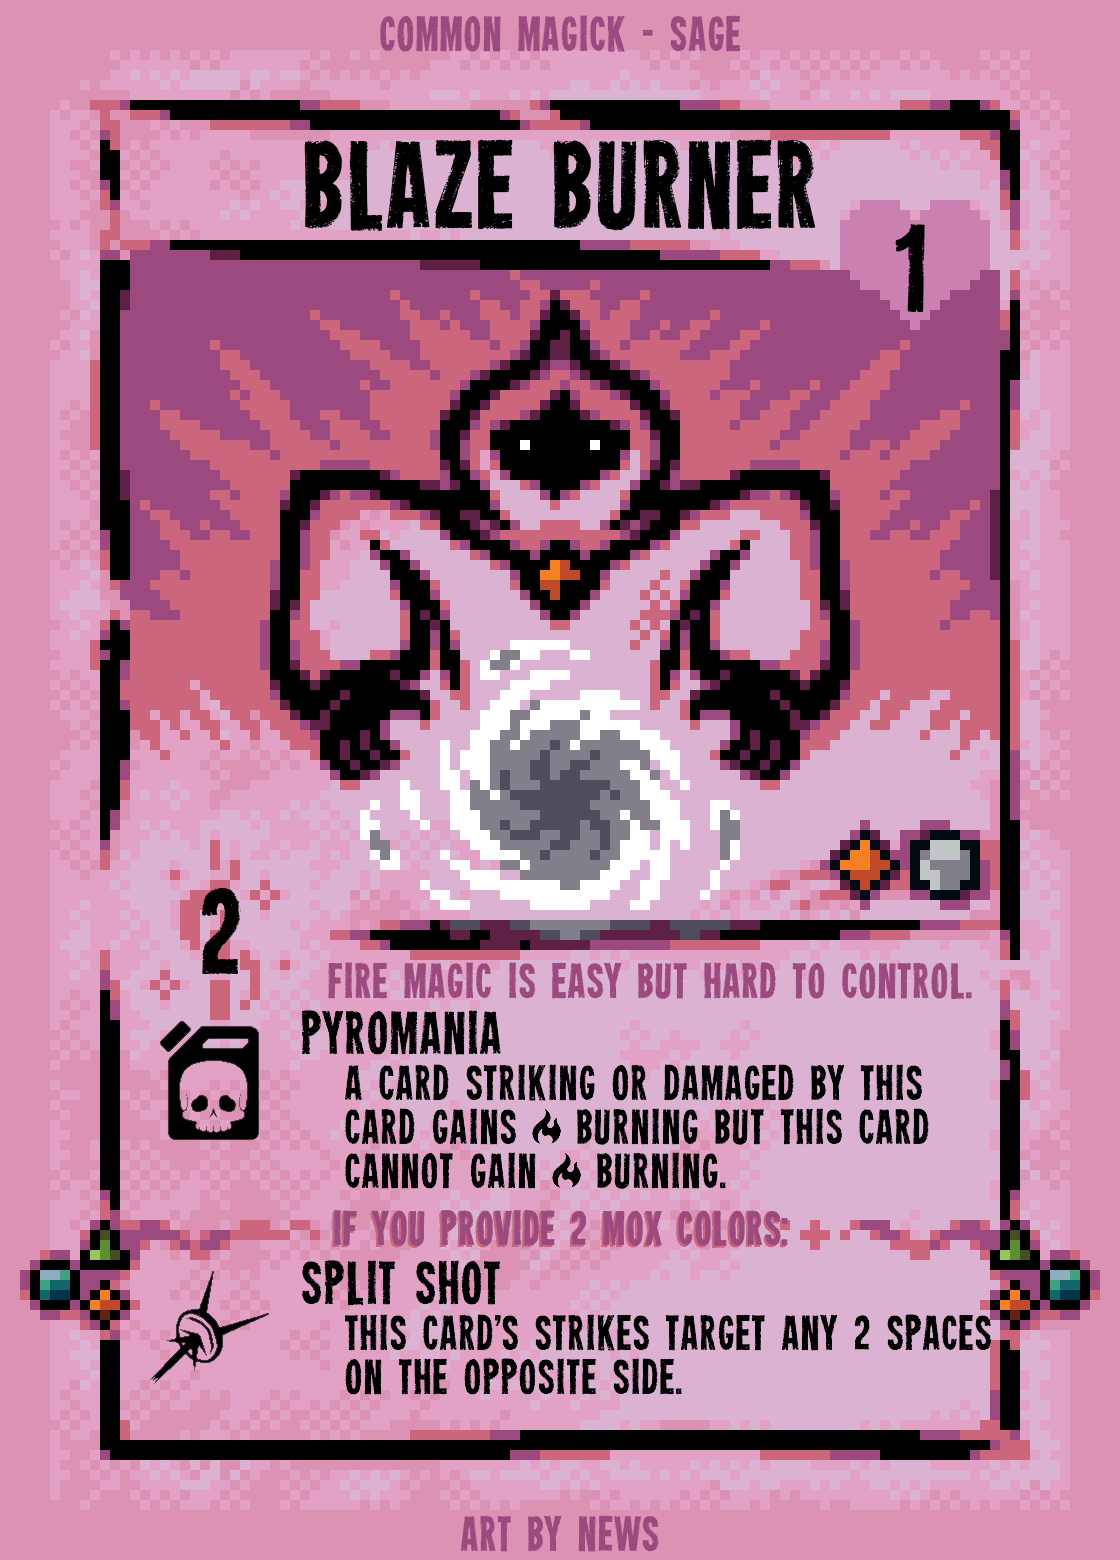 COMMON MAGICK - SAGE
BLAZE BURNER
1
2
FIRE MAGIC IS EASY BUT HARD TO CONTROL.
PYROMANIA
A CARD STRIKING OR DAMAGED BY THIS
CARD GAINS BURNING BUT THIS CARD
CANNOT GAIN BURNING.
IF YOU PROVIDE 2 MOX COLORS:
SPLIT SHOT
THIS CARD'S STRIKES TARGET ANY 2 SPACES
ON THE OPPOSITE SIDE.
ART BY NEWS